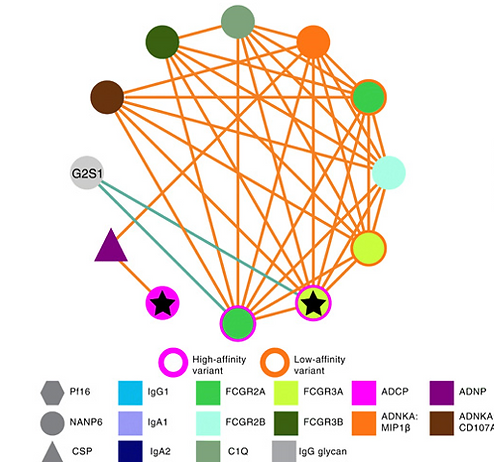 G2S1
High-affinity variant
Low-affinity variant
Pf16
IgG1
FCGR2A
FCGR3A
ADCP
ADNP
NANP6
IgA1
FCGR2B
FCGR3B
ADNKA: MIP1β
ADNKA CD107A
CSP
IgA2
C1Q
IgG glycan